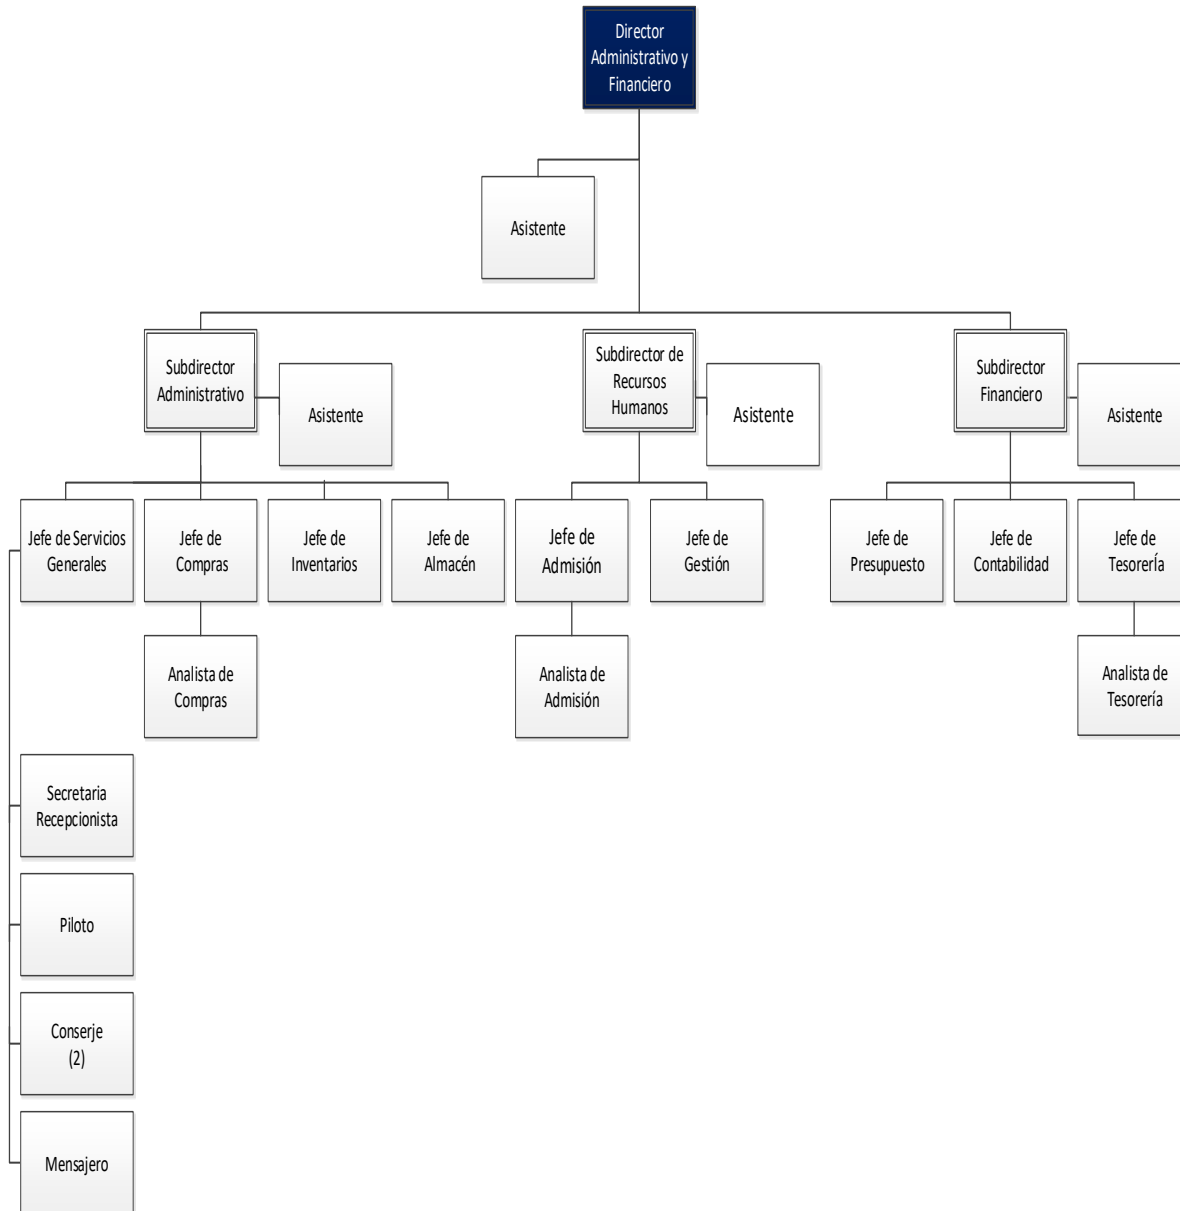 Director
Administrativo y
Financiero
Asistente
Subdirector
Administrativo
Asistente
Subdirector de
Recursos
Humanos
Asistente
Subdirector
Financiero
Asistente
Jefe de Servicios
Generales
Jefe de
Compras
Jefe de
Inventarios
Jefe de
Almacén
Jefe de
Admisión
Jefe de
Gestión
Jefe de
Presupuesto
Jefe de
Contabilidad
Jefe de
Tesorería
Analista de
Compras
Analista de
Admisión
Analista de
Tesorería
Secretaria
Recepcionista
Piloto
Conserje
(2)
Mensajero